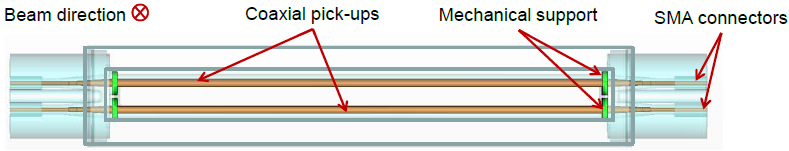 Beam direction ⊗
Coaxial pick-ups
Mechanical support
SMA connectors